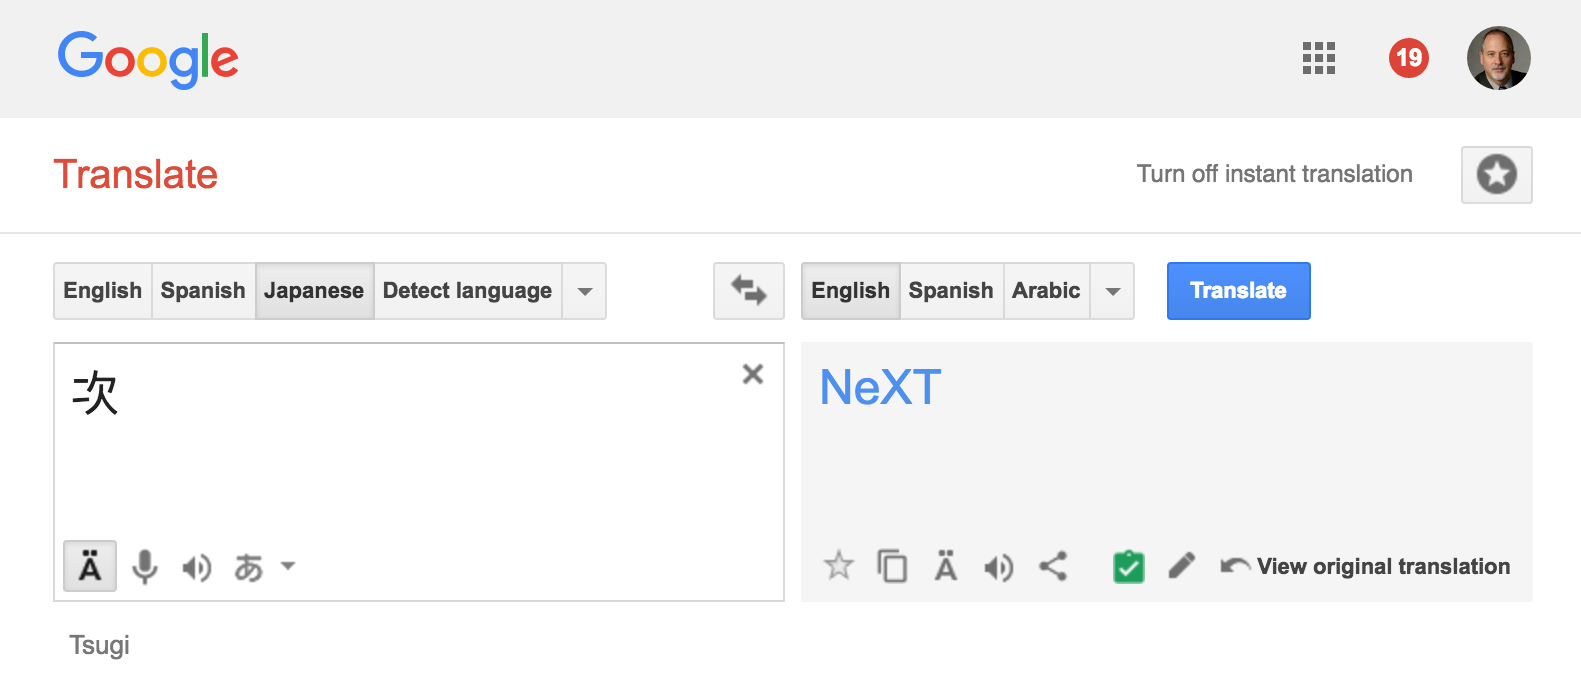 Google
19
Translate
Turn off instant translation
English Spanish Japanese Detect language
English Spanish Arabic
Translate
次
NeXT
Ä
あ
Ä
View original translation
Tsugi